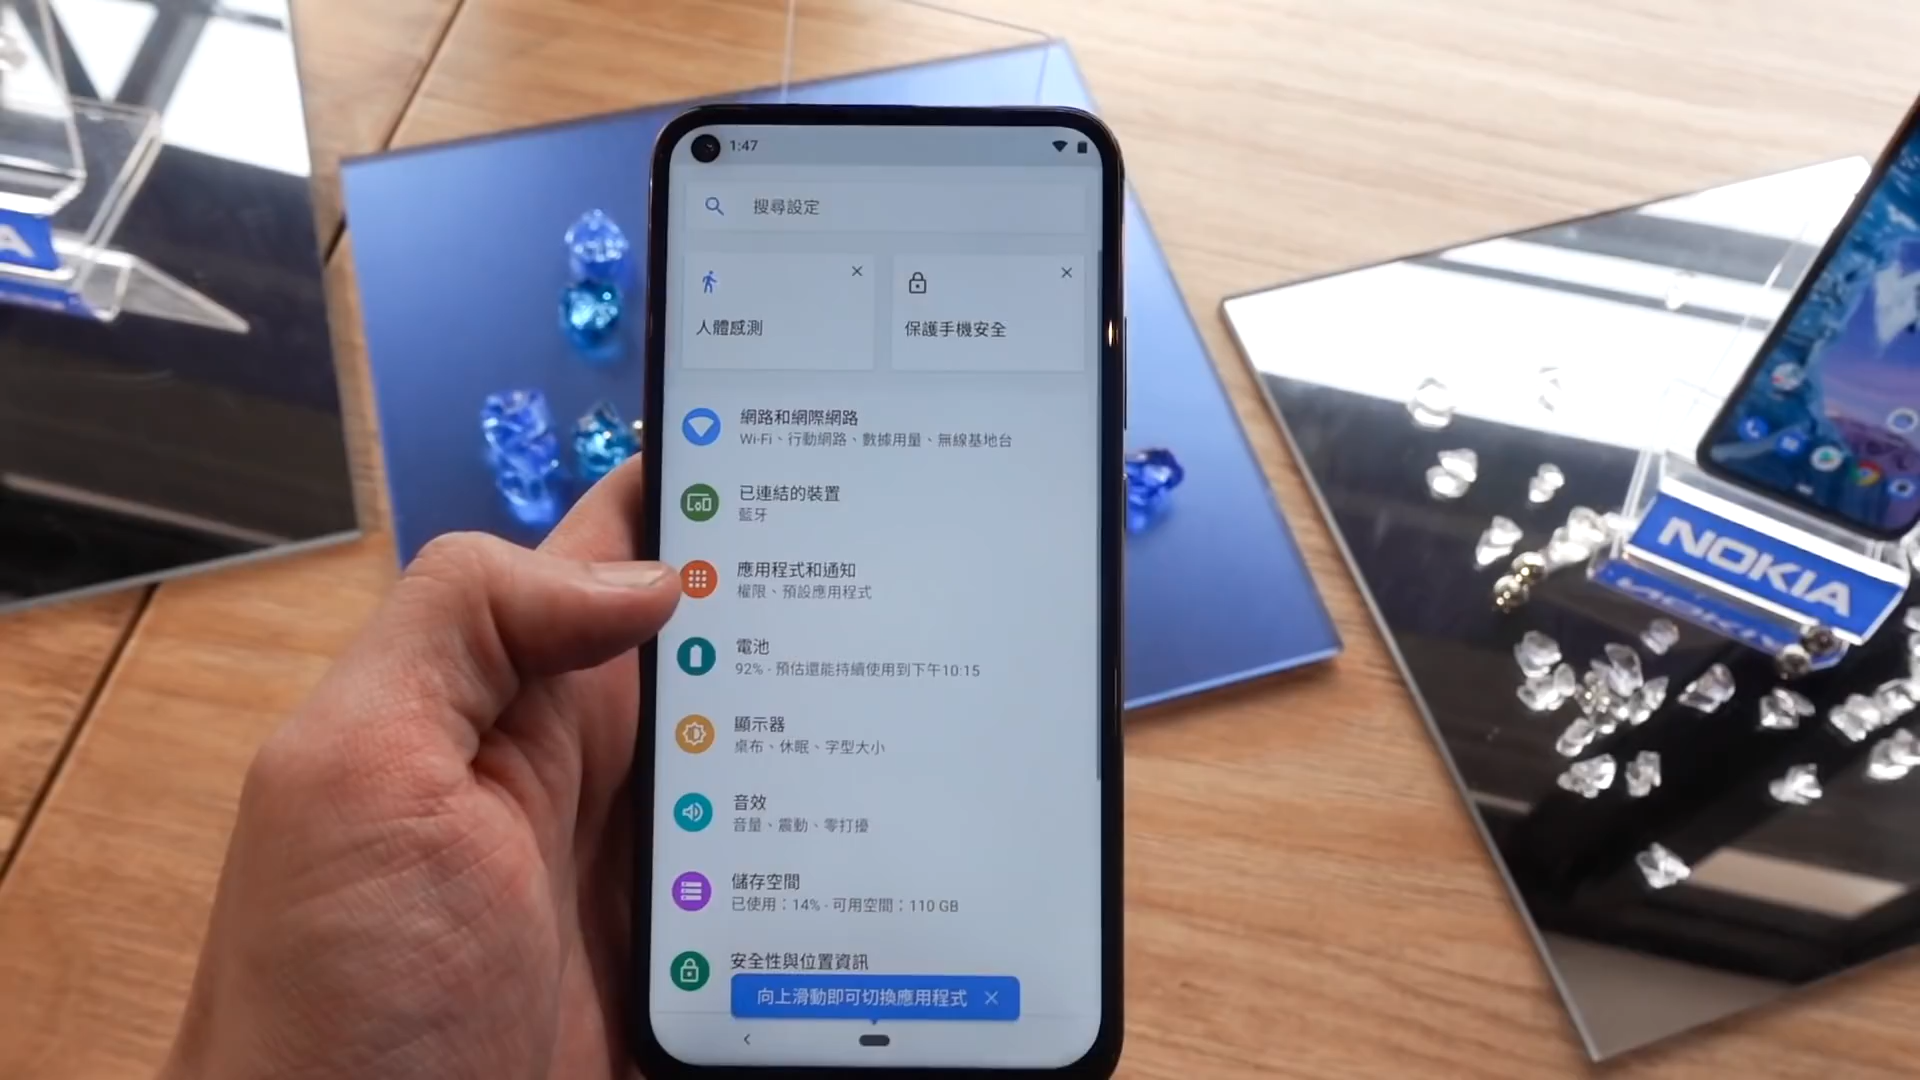 1:47
搜尋設定
人體感測
保護手機安全
網路和網際網路
Wi-Fi、行動網路、數據用量、無線基地台
已連結的裝置
藍牙
應用程式和通知
權限、預設應用程式
電池
92% - 預估還能持續使用到下午10:15
顯示器
桌布、休眠、字型大小
音效
音量、震動、零打擾
儲存空間
已使用：14% - 可用空間：110 GB
安全性與位置資訊
向上滑動即可切換應用程式
NOKIA
A